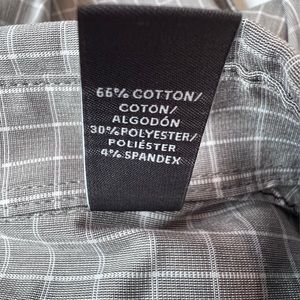 66% COTTON/
COTON/
ALGODÓN
30% POLYESTER/
POLIÉSTER
4% SPANDEX